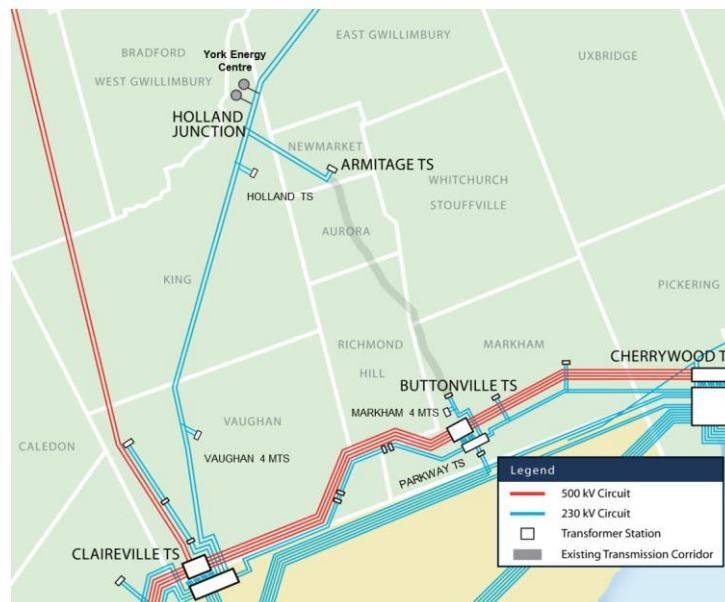 EAST GWILLIMBURY
BRADFORD
WEST GWILLIMBURY
York Energy
Centre
UXBRIDGE
HOLLAND
JUNCTION
NEWMARKET
ARMITAGE TS
HOLLAND TS
WHITCHURCH
STOUFFVILLE
AURORA
KING
PICKERING
RICHMOND
HILL
MARKHAM
CHERRYWOOD T
BUTTONVILLE TS
MARKHAM 4 MTS
VAUGHAN
VAUGHAN 4 MTS
CALEDON
PARKWAY TS
CLAIREVILLE TS
Legend
500 kV Circuit
230 kV Circuit
Transformer Station
Existing Transmission Corridor